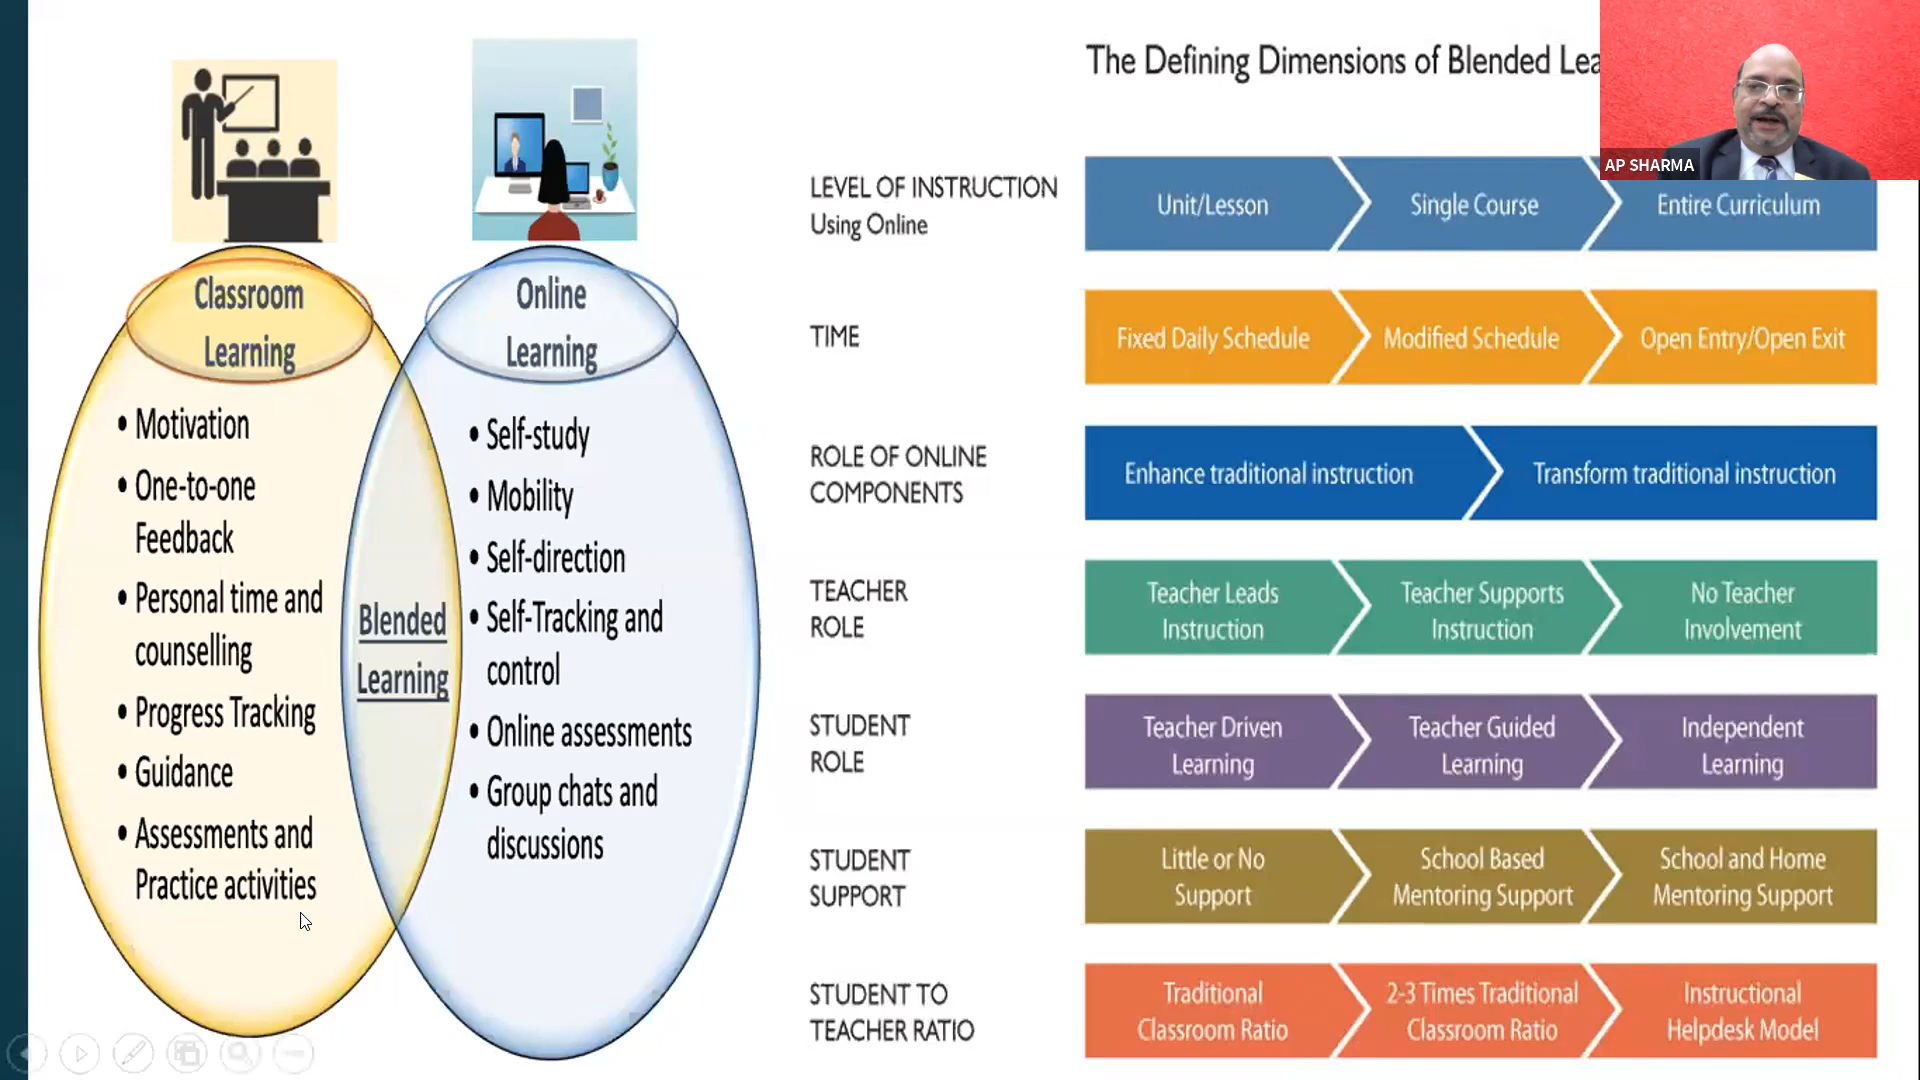 Classroom
Learning
• Motivation
• One-to-one
Feedback
• Personal time and
counselling
• Progress Tracking
• Guidance
• Assessments and
Practice activities
Blended
Learning
Online
Learning
• Self-study
• Mobility
• Self-direction
• Self-Tracking and
control
• Online assessments
• Group chats and
discussions
The Defining Dimensions of Blended Lea
AP SHARMA
LEVEL OF INSTRUCTION
Using Online
Unit/Lesson
Single Course
Entire Curriculum
TIME
Fixed Daily Schedule
Modified Schedule
Open Entry/Open Exit
ROLE OF ONLINE
COMPONENTS
Enhance traditional instruction
Transform traditional instruction
TEACHER
ROLE
Teacher Leads
Instruction
Teacher Supports
Instruction
No Teacher
Involvement
STUDENT
ROLE
Teacher Driven
Learning
Teacher Guided
Learning
Independent
Learning
STUDENT
SUPPORT
Little or No
Support
School Based
Mentoring Support
School and Home
Mentoring Support
STUDENT TO
TEACHER RATIO
Traditional
Classroom Ratio
2-3 Times Traditional
Classroom Ratio
Instructional
Helpdesk Model